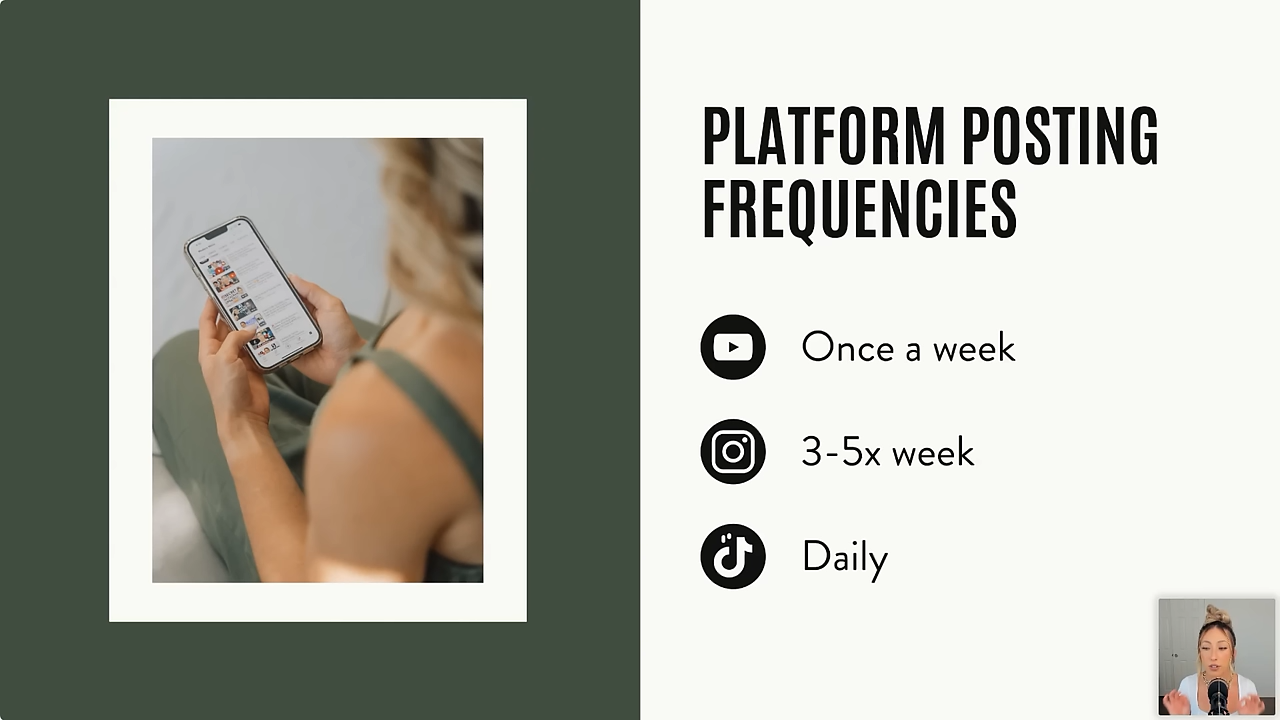 PLATFORM POSTING
FREQUENCIES
Once a week
3-5x week
Daily